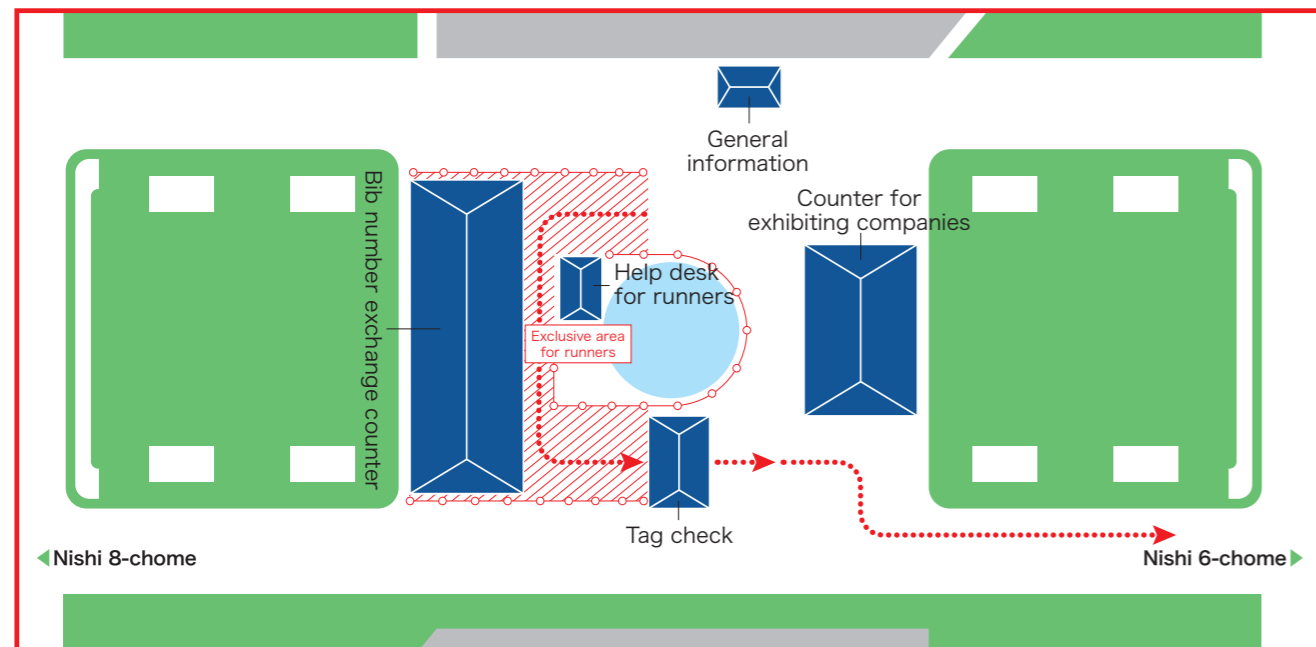 General
information
Counter for
exhibiting companies
Bib number exchange counter
Help desk
for runners
Exclusive area
for runners
Tag check
Nishi 8-chome
Nishi 6-chome